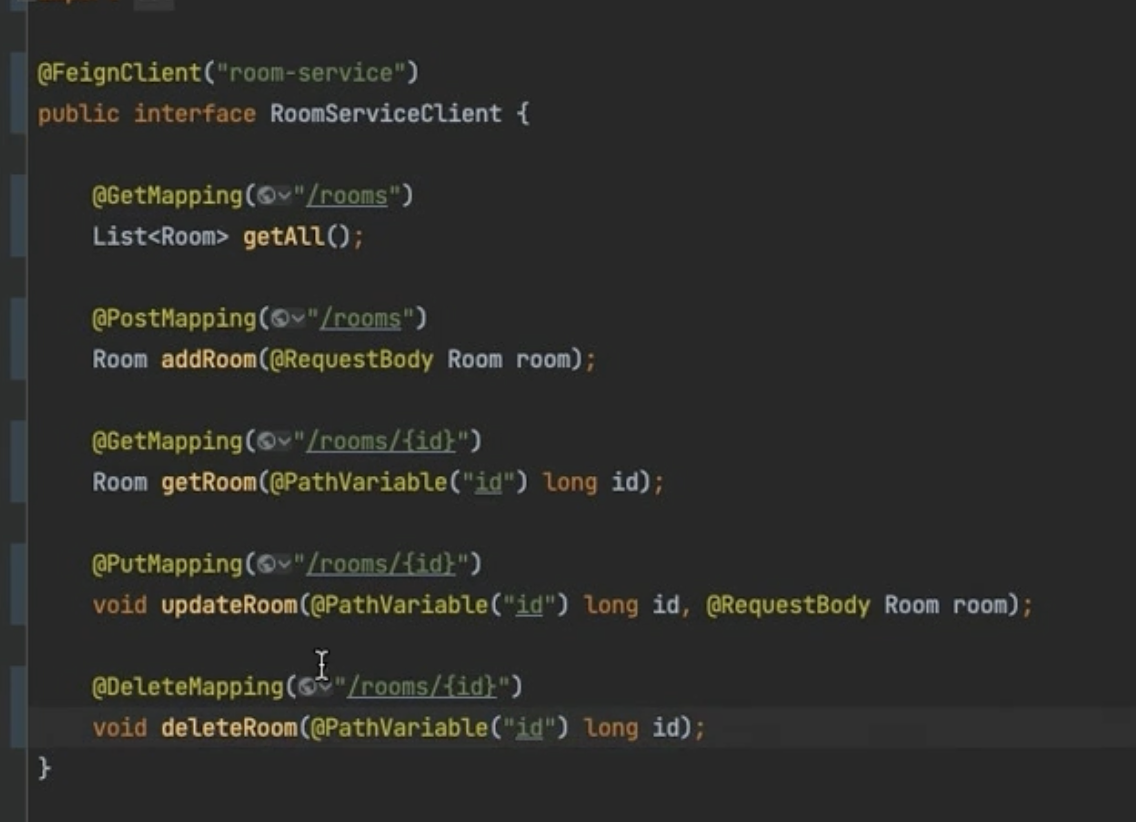 @FeignClient("room-service")
public interface RoomServiceClient {
@GetMapping("/rooms")
List<Room> getAll();
@PostMapping("/rooms")
Room addRoom(@RequestBody Room room);
@GetMapping("/rooms/{id}")
Room getRoom(@PathVariable("id") long id);
@PutMapping("/rooms/{id}")
void updateRoom(@PathVariable("id") long id, @RequestBody Room room);
@DeleteMapping("/rooms/{id}")
void deleteRoom(@PathVariable("id") long id);
}